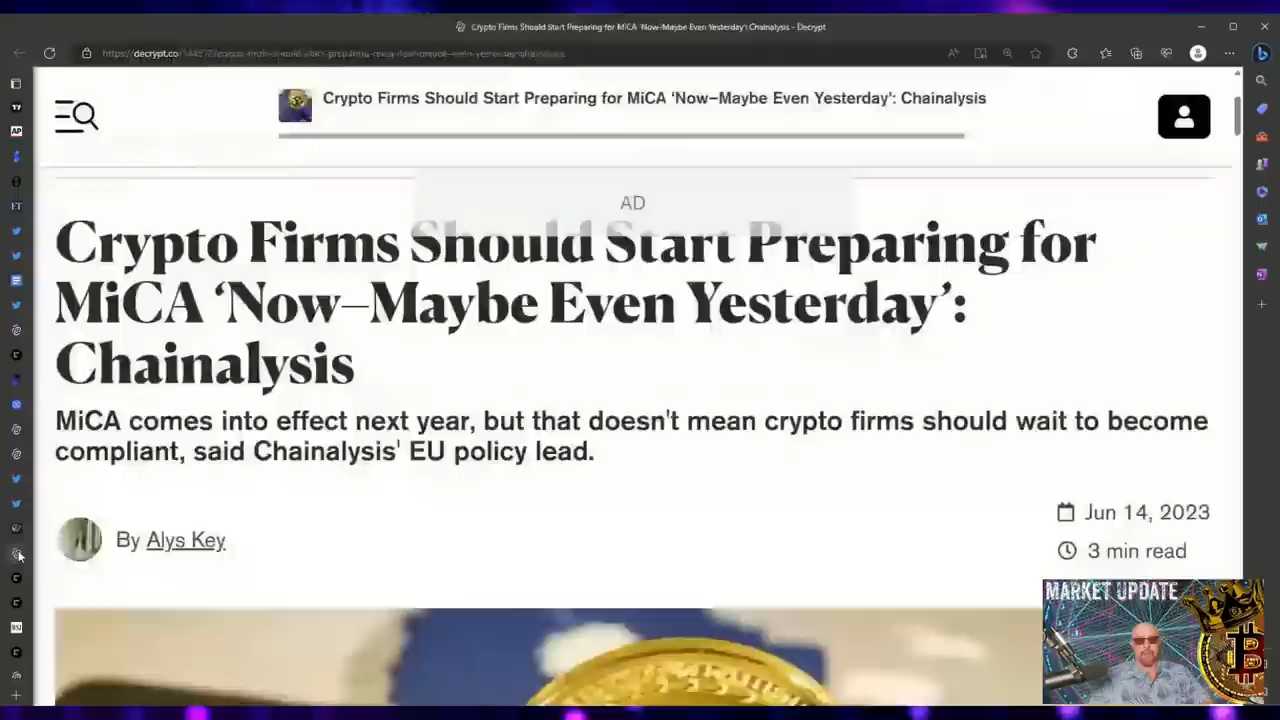 Crypto Firms Should Start Preparing for MiCA 'Now—Maybe Even Yesterday': Chainalysis - Decrypt
https://decrypt.co
Crypto Firms Should Start Preparing for MiCA ‘Now—Maybe Even Yesterday’: Chainalysis
AD
Crypto Firms Should Start Preparing for
MiCA ‘Now—Maybe Even Yesterday’:
Chainalysis
MiCA comes into effect next year, but that doesn't mean crypto firms should wait to become
compliant, said Chainalysis' EU policy lead.
Jun 14, 2023
By Alys Key
3 min read
MARKET UPDATE